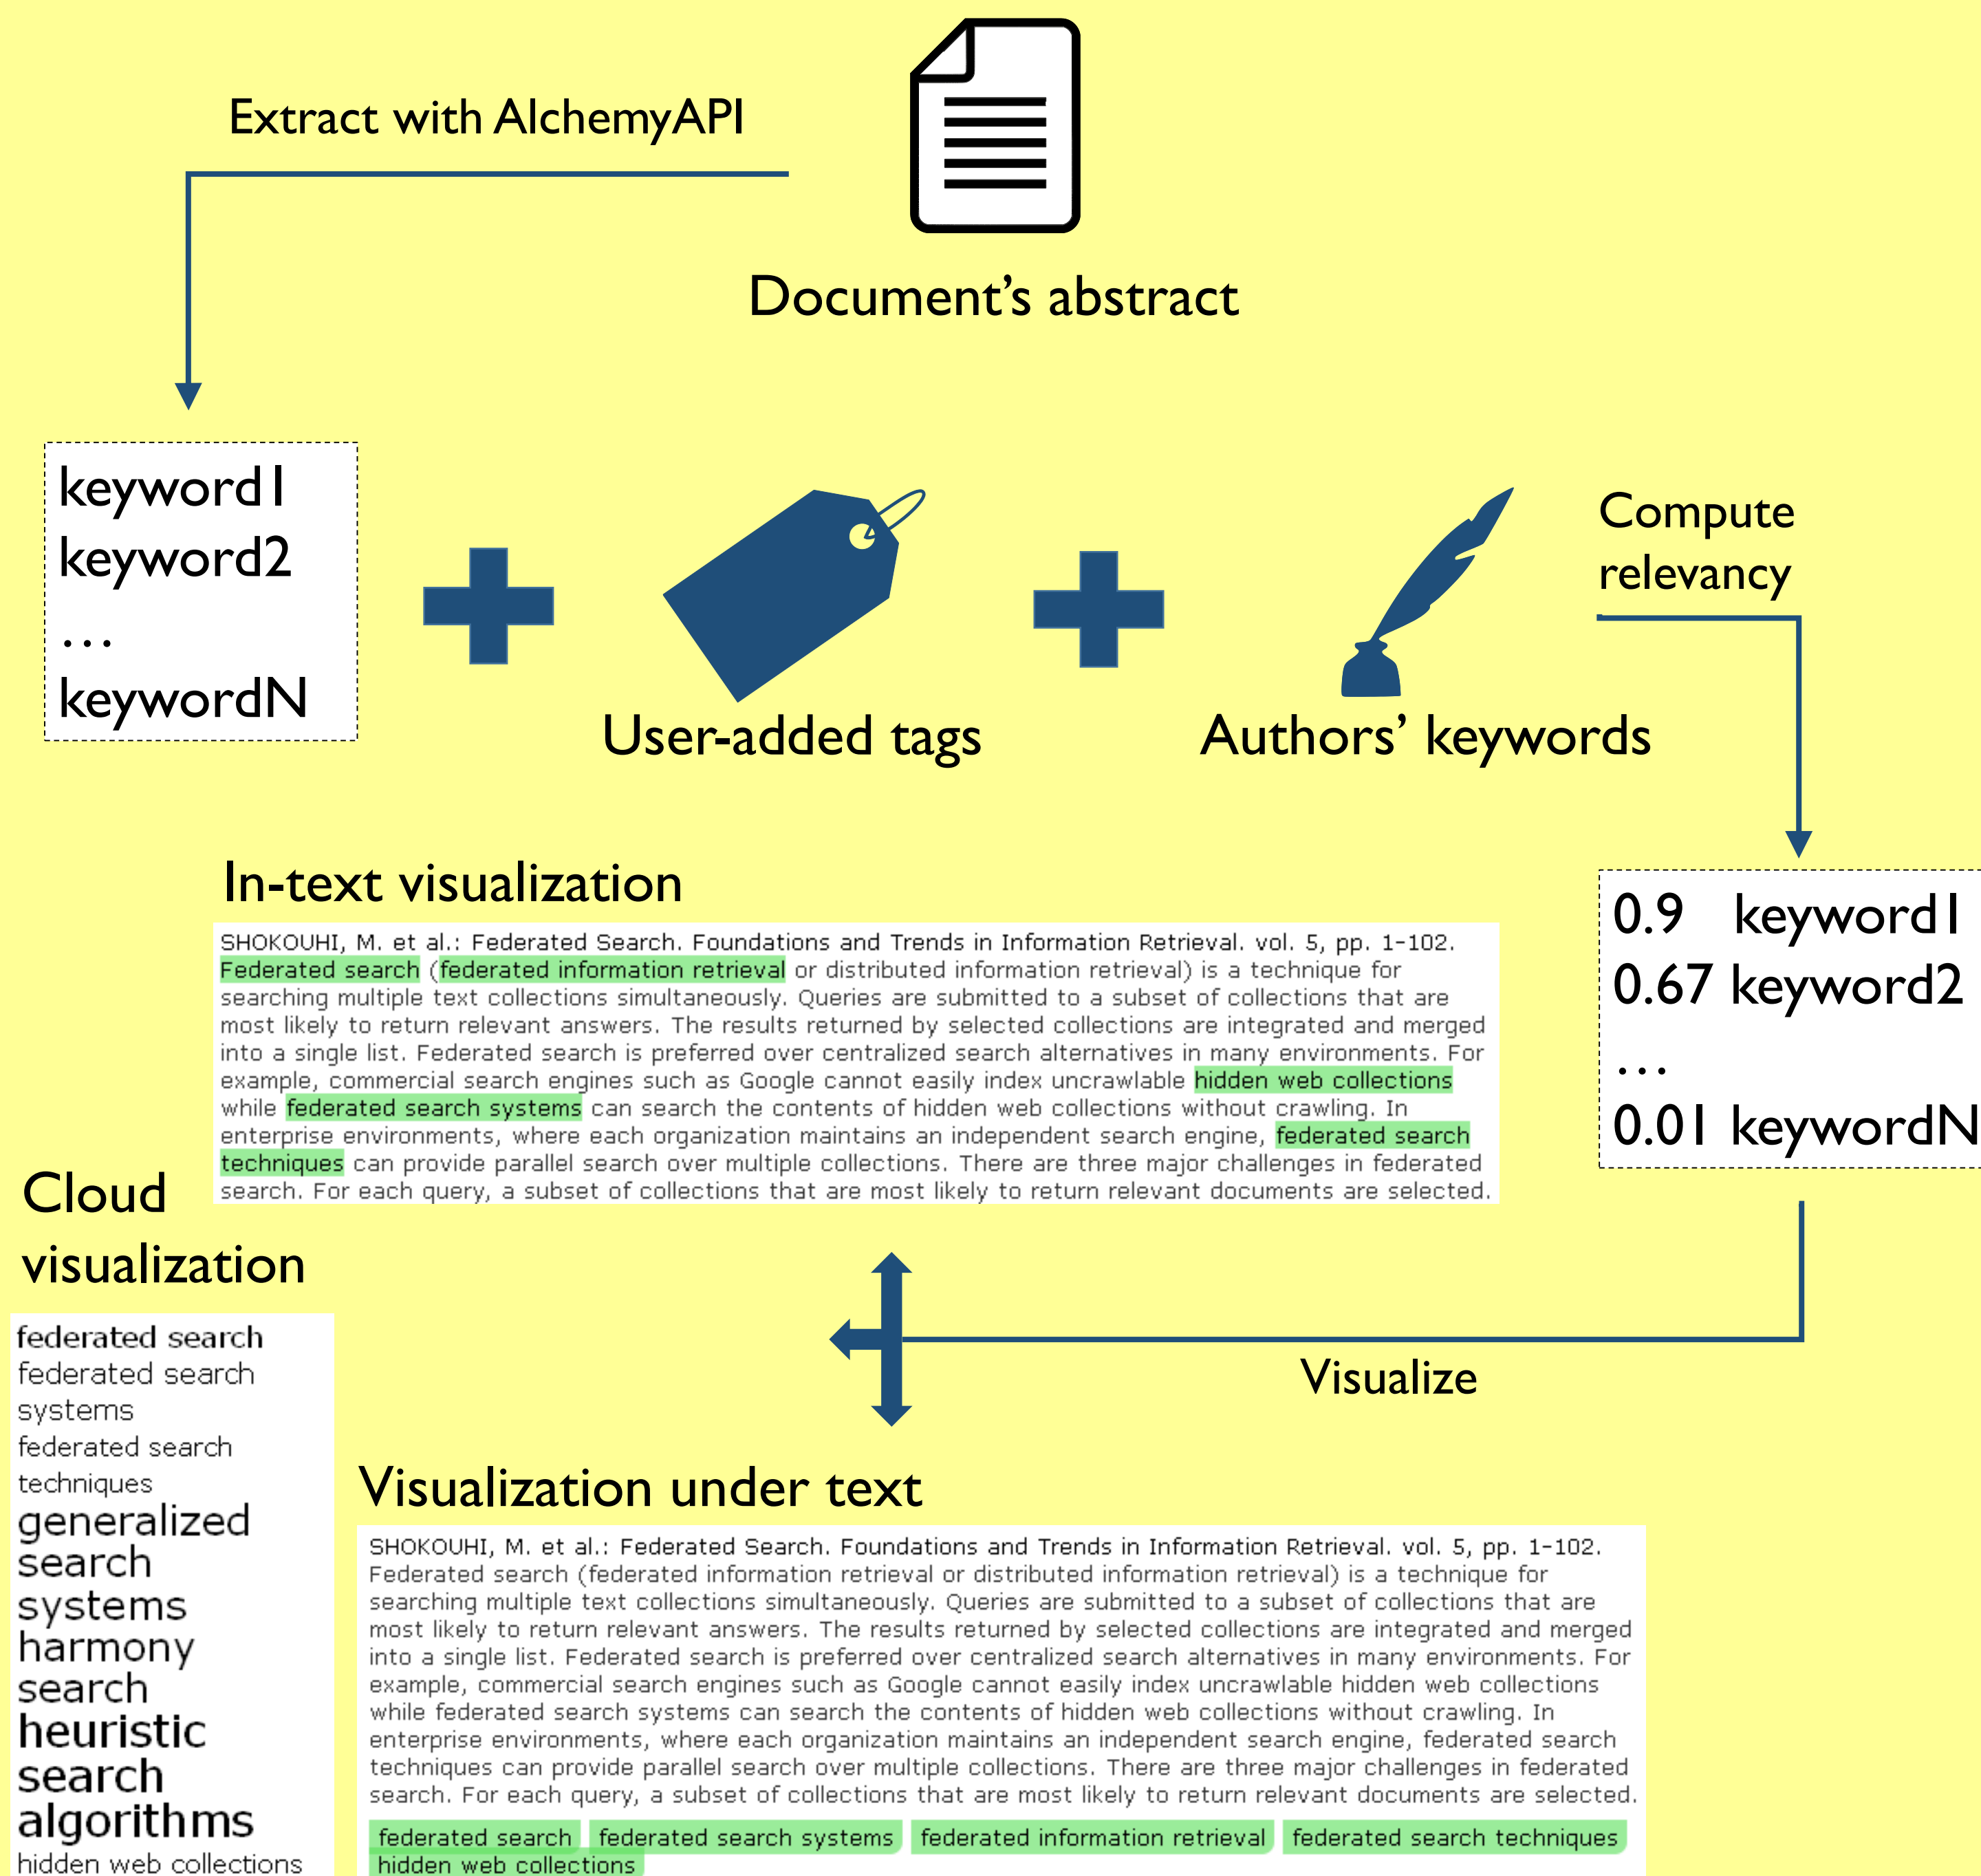 Extract with AlchemyAPI
Document's abstract
keyword1
keyword2
...
keywordN
User-added tags
Authors' keywords
Compute
relevancy
In-text visualization
SHOKOUHI, M. et al.: Federated Search. Foundations and Trends in Information Retrieval. vol. 5, pp. 1-102.
Federated search (federated information retrieval or distributed information retrieval) is a technique for
searching multiple text collections simultaneously. Queries are submitted to a subset of collections that are
most likely to return relevant answers. The results returned by selected collections are integrated and merged
into a single list. Federated search is preferred over centralized search alternatives in many environments. For
example, commercial search engines such as Google cannot easily index uncrawlable hidden web collections
while federated search systems can search the contents of hidden web collections without crawling. In
enterprise environments, where each organization maintains an independent search engine, federated search
techniques can provide parallel search over multiple collections. There are three major challenges in federated
search. For each query, a subset of collections that are most likely to return relevant documents are selected.
0.9 keyword1
0.67 keyword2
...
0.01 keywordN
Cloud
visualization
federated search
federated search
systems
federated search
techniques
generalized
search
systems
harmony
search
heuristic
search
algorithms
hidden web collections
Visualize
Visualization under text
SHOKOUHI, M. et al.: Federated Search. Foundations and Trends in Information Retrieval. vol. 5, pp. 1-102.
Federated search (federated information retrieval or distributed information retrieval) is a technique for
searching multiple text collections simultaneously. Queries are submitted to a subset of collections that are
most likely to return relevant answers. The results returned by selected collections are integrated and merged
into a single list. Federated search is preferred over centralized search alternatives in many environments. For
example, commercial search engines such as Google cannot easily index uncrawlable hidden web collections
while federated search systems can search the contents of hidden web collections without crawling. In
enterprise environments, where each organization maintains an independent search engine, federated search
techniques can provide parallel search over multiple collections. There are three major challenges in federated
search. For each query, a subset of collections that are most likely to return relevant documents are selected.
federated search federated search systems federated information retrieval federated search techniques
hidden web collections